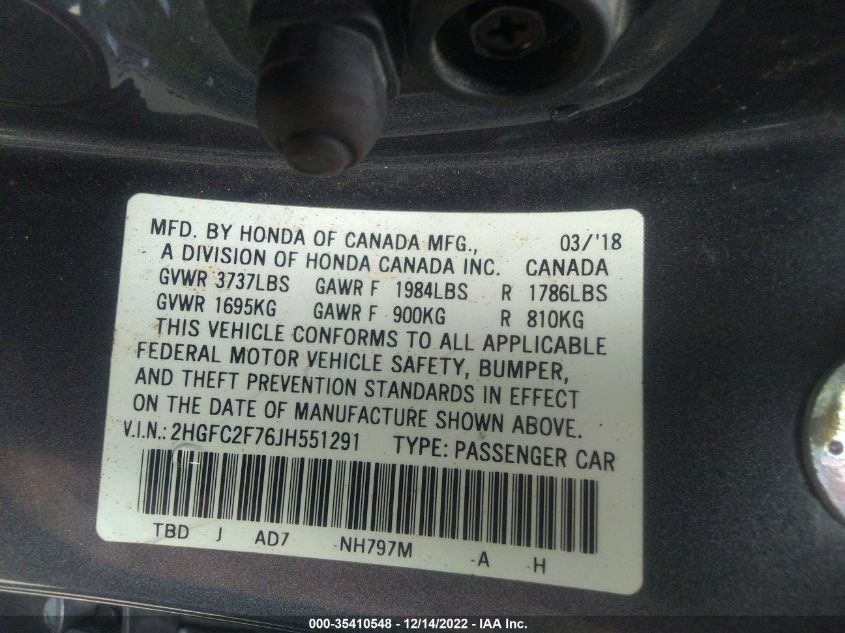 MFD. BY HONDA OF CANADA MFG., 03/'18
A DIVISION OF HONDA CANADA INC. CANADA
GVWR 3737LBS GAWR F 1984LBS R 1786LBS
GVWR 1695KG GAWR F 900KG R 810KG
THIS VEHICLE CONFORMS TO ALL APPLICABLE
FEDERAL MOTOR VEHICLE SAFETY, BUMPER,
AND THEFT PREVENTION STANDARDS IN EFFECT
ON THE DATE OF MANUFACTURE SHOWN ABOVE.
V.I.N.: 2HGFC2F76JH551291 TYPE: PASSENGER CAR
TBD J AD7 -NH797M -A -H
000-35410548 - 12/14/2022 - IAA Inc.